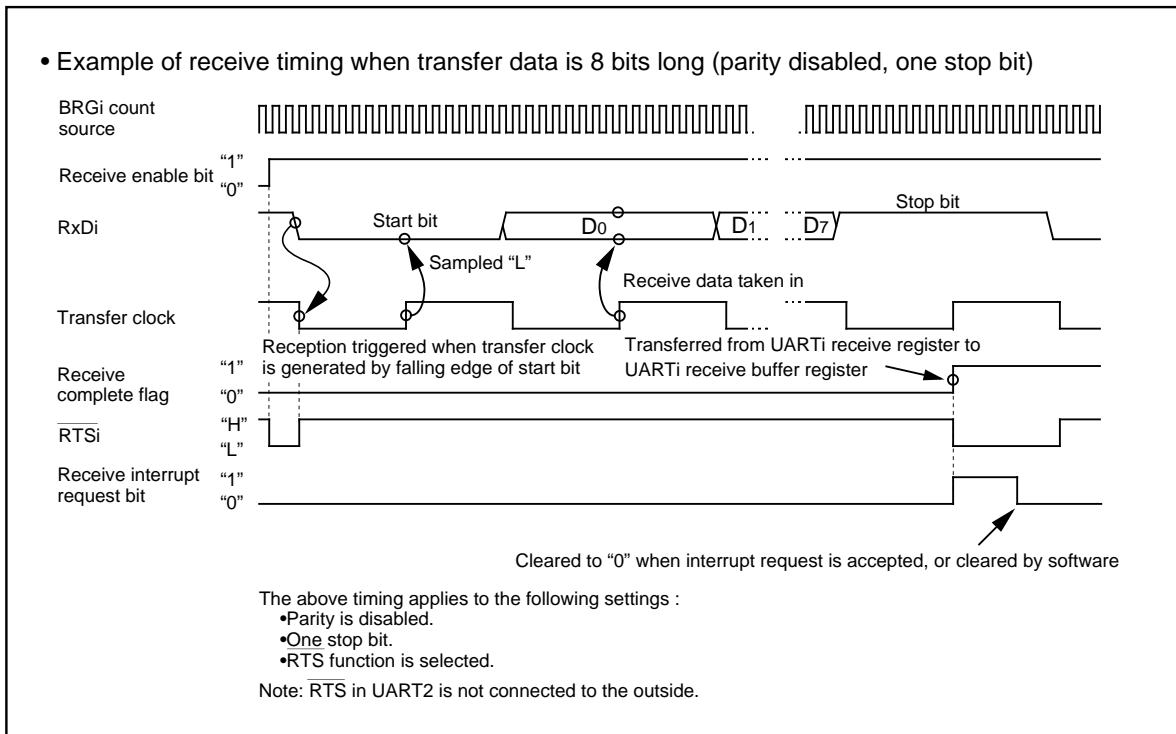 • Example of receive timing when transfer data is 8 bits long (parity disabled, one stop bit)
BRGi count
source
Receive enable bit
“1”
“0”
RxDi
Start bit
D0
D1
D7
Stop bit
Sampled “L”
Receive data taken in
Transfer clock
Reception triggered when transfer clock
is generated by falling edge of start bit
Transferred from UARTi receive register to
UARTi receive buffer register
Receive
complete flag
“1”
“0”
RTSi
“H”
“L”
Receive interrupt
request bit
“1”
“0”
Cleared to “0” when interrupt request is accepted, or cleared by software
The above timing applies to the following settings :
•Parity is disabled.
•One stop bit.
•RTS function is selected.
Note: RTS in UART2 is not connected to the outside.